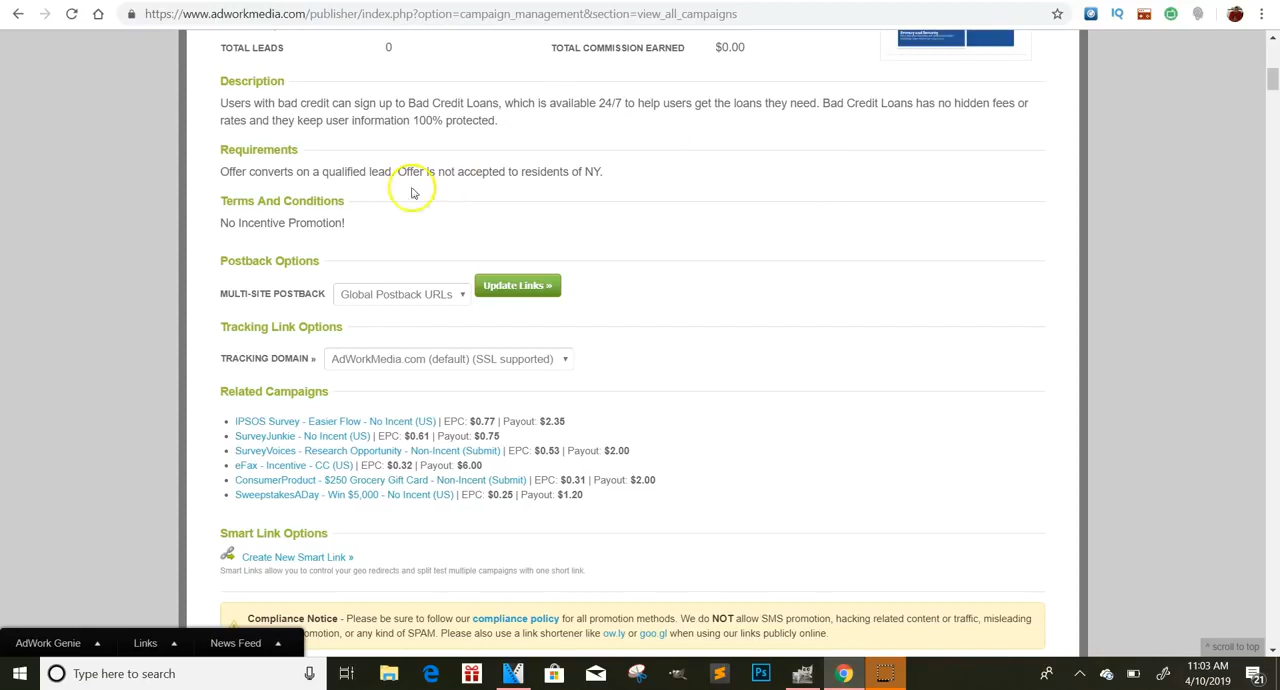 https://www.adworkmedia.com/publisher/index.php?option=campaign_management&section=view_all_campaigns
TOTAL LEADS 0 TOTAL COMMISSION EARNED $0.00
Description
Users with bad credit can sign up to Bad Credit Loans, which is available 24/7 to help users get the loans they need. Bad Credit Loans has no hidden fees or
rates and they keep user information 100% protected.
Requirements
Offer converts on a qualified lead. Offer is not accepted to residents of NY.
Terms And Conditions
No Incentive Promotion!
Postback Options
MULTI-SITE POSTBACK Global Postback URLs Update Links »
Tracking Link Options
TRACKING DOMAIN » AdWorkMedia.com (default) (SSL supported)
Related Campaigns
IPSOS Survey - Easier Flow - No Incent (US) | EPC: $0.77 | Payout: $2.35
SurveyJunkie - No Incent (US) | EPC: $0.61 | Payout: $0.75
SurveyVoices - Research Opportunity - Non-Incent (Submit) | EPC: $0.53 | Payout: $2.00
eFax - Incentive - CC (US) | EPC: $0.32 | Payout: $6.00
ConsumerProduct - $250 Grocery Gift Card - Non-Incent (Submit) | EPC: $0.31 | Payout: $2.00
SweepstakesADay - Win $5,000 - No Incent (US) | EPC: $0.25 | Payout: $1.20
Smart Link Options
Create New Smart Link »
Smart Links allow you to control your geo redirects and split test multiple campaigns with one short link.
Compliance Notice - Please be sure to follow our compliance policy for all promotion methods. We do NOT allow SMS promotion, hacking related content or traffic, misleading
omotion, or any kind of SPAM. Please also use a link shortener like ow.ly or goo.gl when using our links publicly online.
AdWork Genie Links News Feed ^ scroll to top
Type here to search
11:03 AM
4/10/2019
21